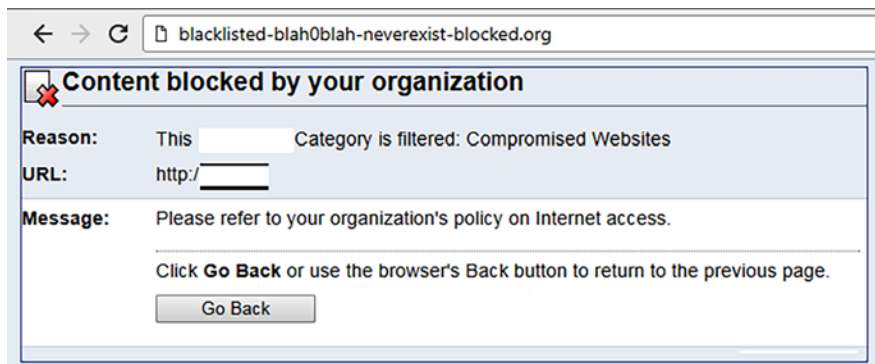 blacklisted-blah0blah-neverexist-blocked.org
Content blocked by your organization
Reason: This Category is filtered: Compromised Websites
URL: http:/
Message: Please refer to your organization's policy on Internet access.
Click Go Back or use the browser's Back button to return to the previous page.
Go Back